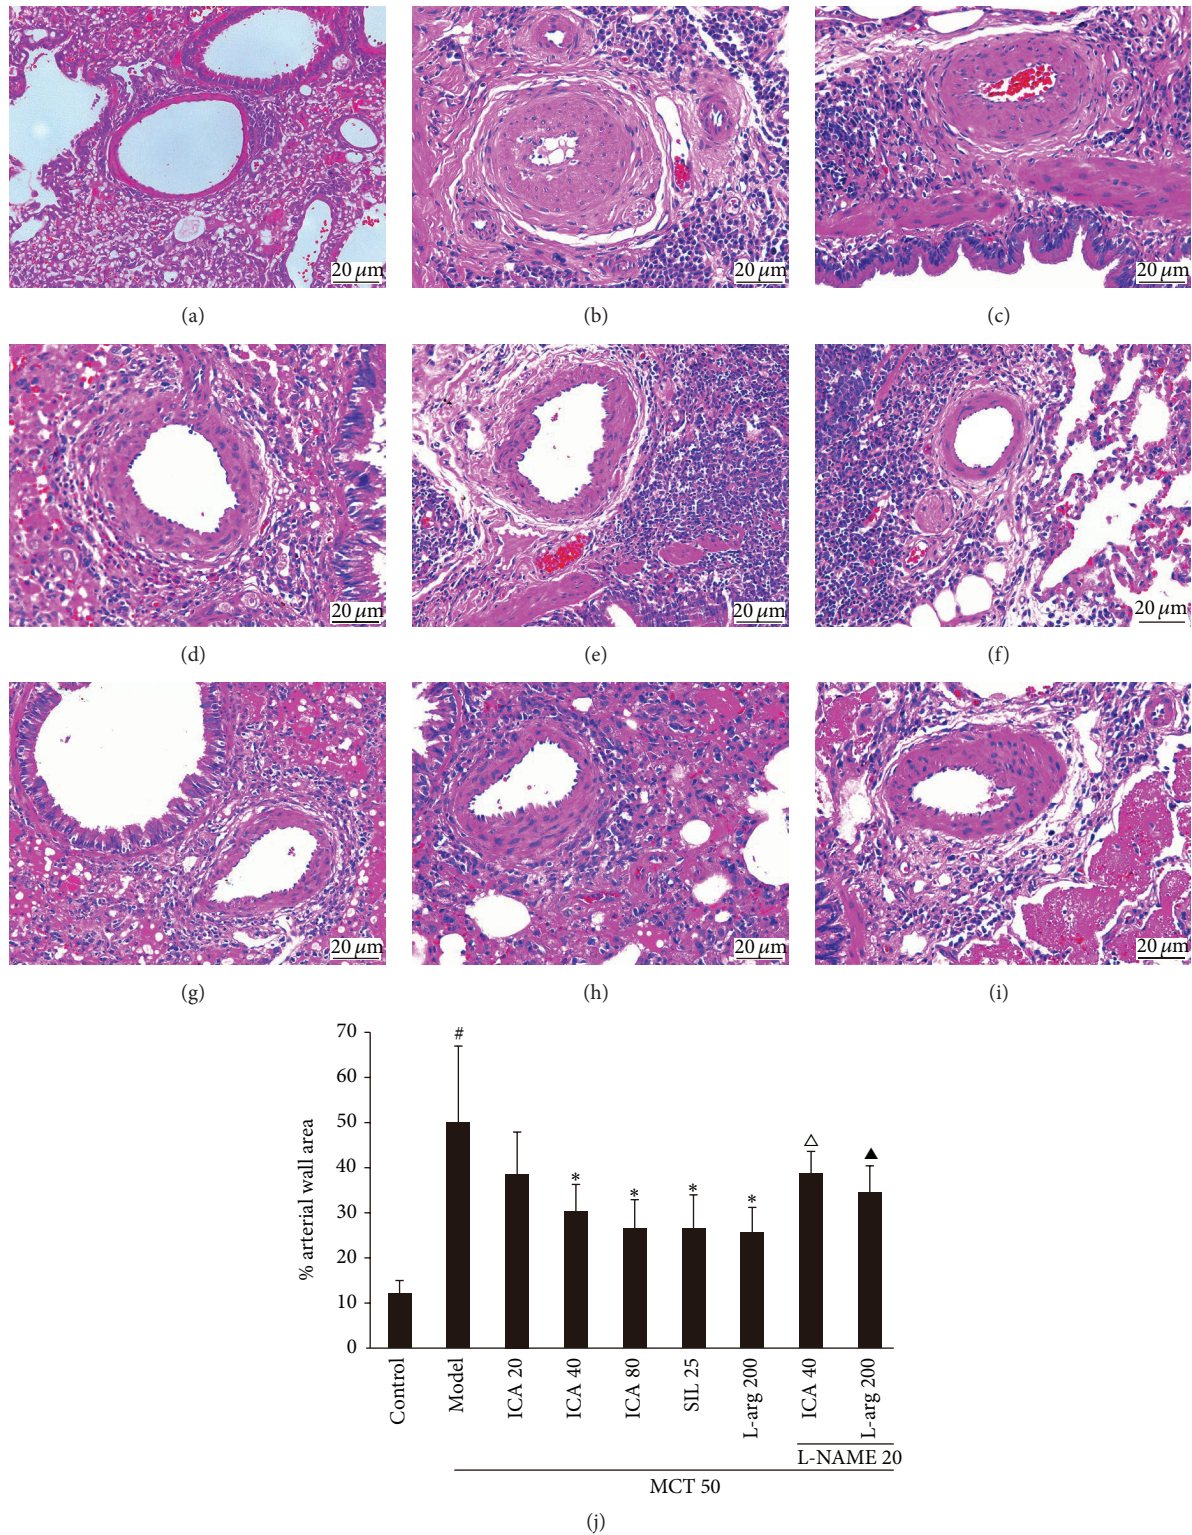 20 μm
20 μm
20 μm
(a)
(b)
(c)
20 μm
20 μm
20 μm
(d)
(e)
(f)
20 μm
20 μm
20 μm
(g)
(h)
(i)
% arterial wall area
70
60
50
40
30
20
10
0
#
*
*
*
*
△
▲
Control
Model
ICA 20
ICA 40
ICA 80
SIL 25
L-arg 200
ICA 40
L-arg 200
L-NAME 20
MCT 50
(j)